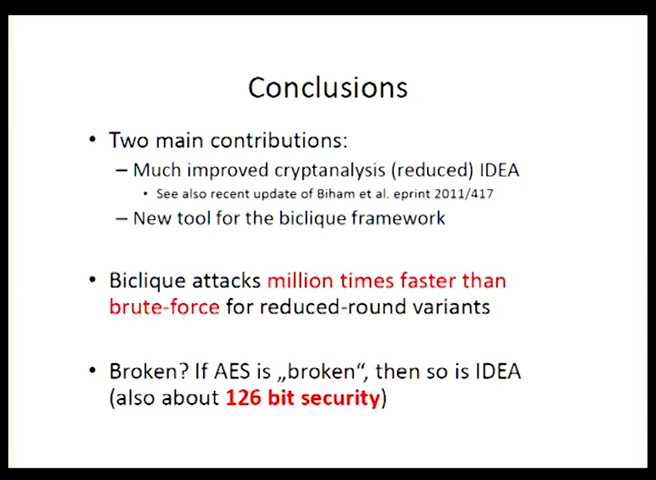 Conclusions
• Two main contributions:
– Much improved cryptanalysis (reduced) IDEA
• See also recent update of Biham et al. eprint 2011/417
– New tool for the biclique framework
• Biclique attacks million times faster than
brute-force for reduced-round variants
• Broken? If AES is „broken“, then so is IDEA
(also about 126 bit security)